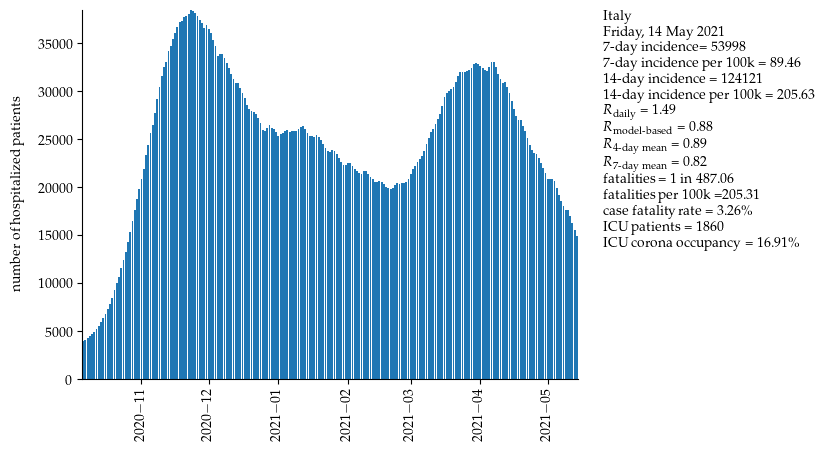 number of hospitalized patients
35000
30000
25000
20000
15000
10000
5000
0
2020−11
2020−12
2021−01
2021−02
2021−03
2021−04
2021−05
Italy
Friday, 14 May 2021
7-day incidence= 53998
7-day incidence per 100k = 89.46
14-day incidence = 124121
14-day incidence per 100k = 205.63
R daily = 1.49
R model-based = 0.88
R 4-day mean = 0.89
R 7-day mean = 0.82
fatalities = 1 in 487.06
fatalities per 100k =205.31
case fatality rate = 3.26%
ICU patients = 1860
ICU corona occupancy = 16.91%